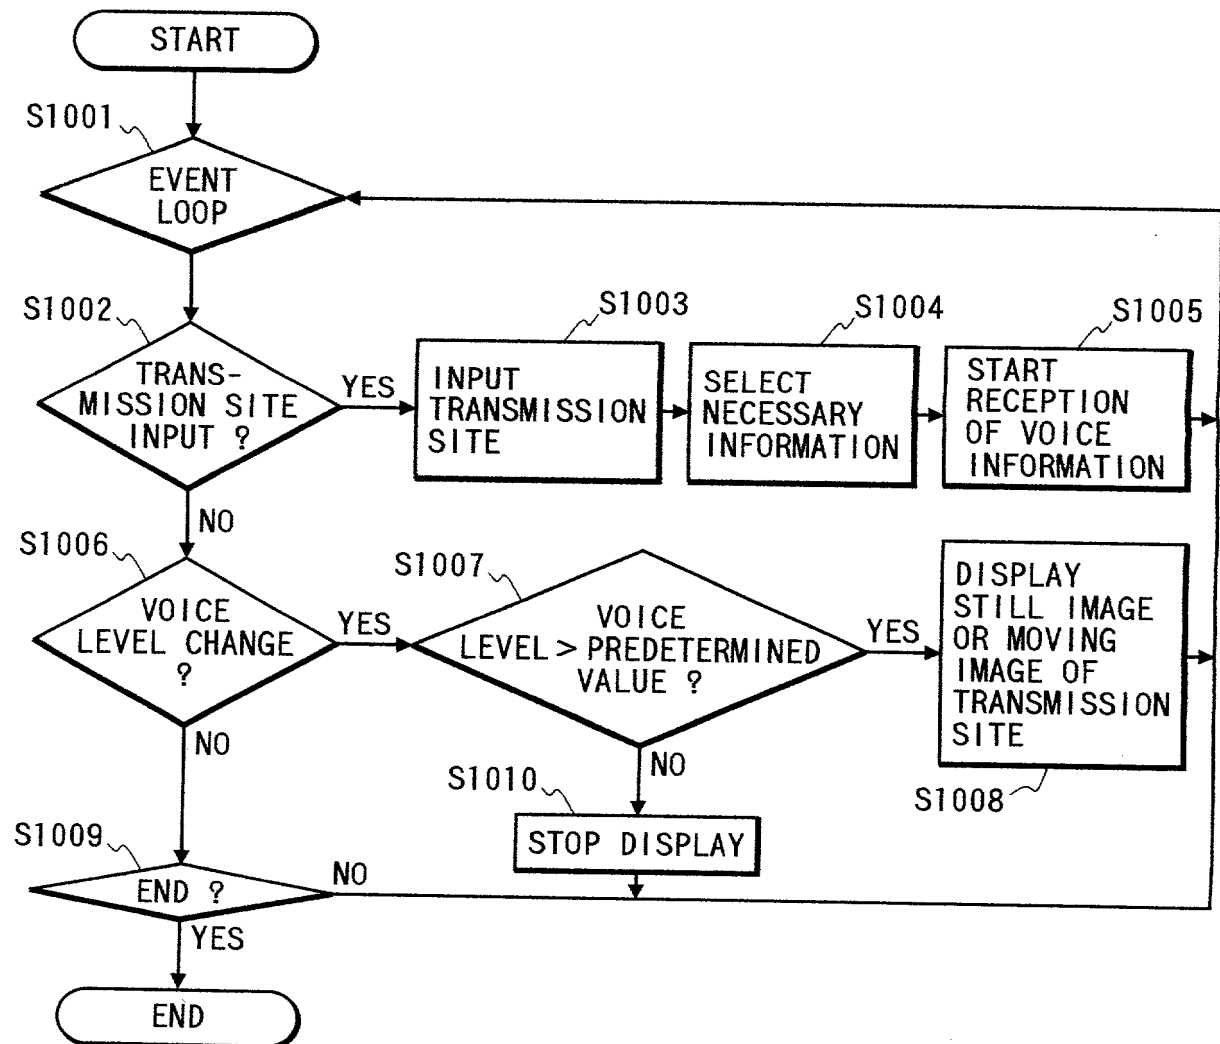 START
S1001
EVENT
LOOP
S1002
TRANS-
MISSION SITE
INPUT ?
YES
S1003
INPUT
TRANSMISSION
SITE
S1004
SELECT
NECESSARY
INFORMATION
S1005
START
RECEPTION
OF VOICE
INFORMATION
NO
S1006
VOICE
LEVEL CHANGE
?
YES
S1007
VOICE
LEVEL > PREDETERMINED
VALUE ?
YES
DISPLAY
STILL IMAGE
OR MOVING
IMAGE OF
TRANSMISSION
SITE
S1008
NO
NO
S1010
STOP DISPLAY
S1009
END ?
NO
YES
END